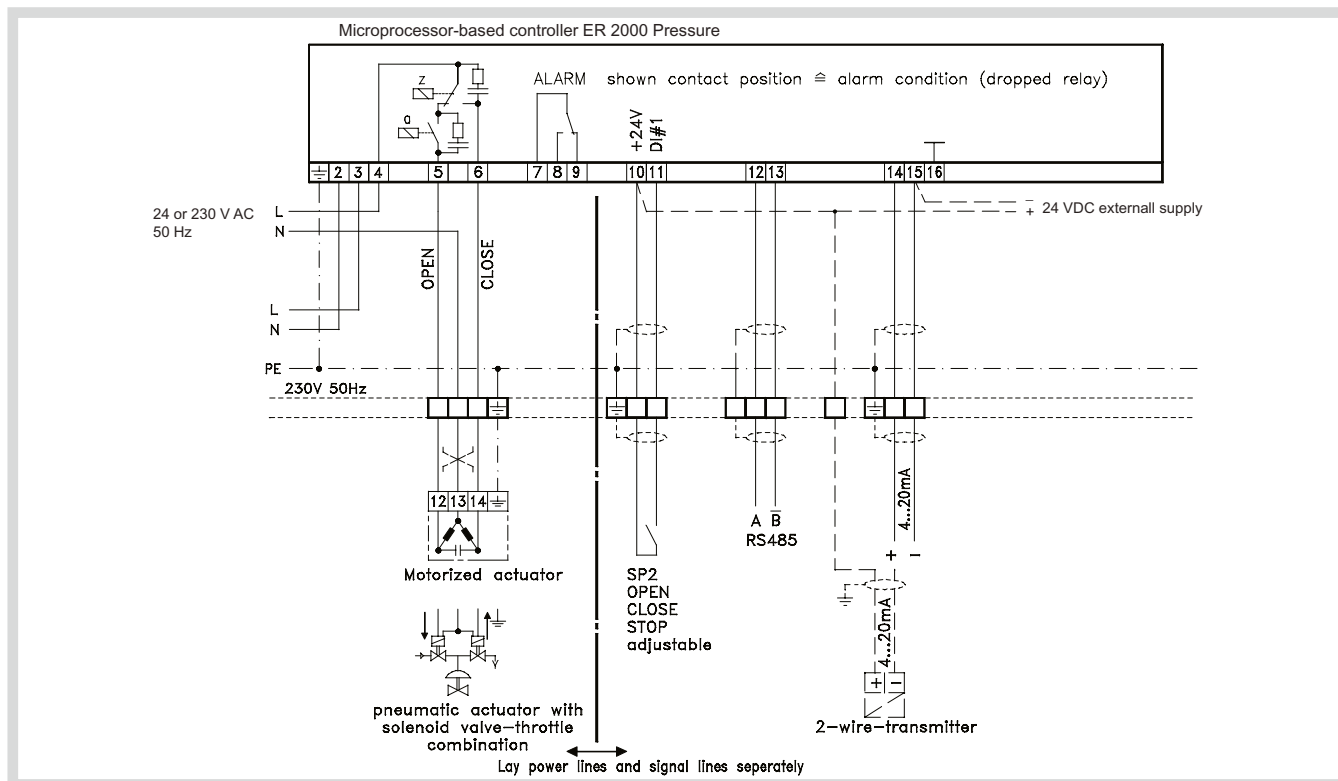 Microprocessor-based controller ER 2000 Pressure
z
ALARM shown contact position ≙ alarm condition (dropped relay)
a
+24V
DI#1
2 3 4 5 6 7 8 9 10 11 12 13 14 15 16
24 or 230 V AC
50 Hz
L
N
- + 24 VDC externall supply
OPEN
CLOSE
L
N
PE
230V 50Hz
12 13 14
Motorized actuator
SP2
OPEN
CLOSE
STOP
adjustable
A B̅
RS485
4...20mA
+ −
4...20mA
+ −
2-wire-transmitter
pneumatic actuator with
solenoid valve-throttle
combination
Lay power lines and signal lines seperately